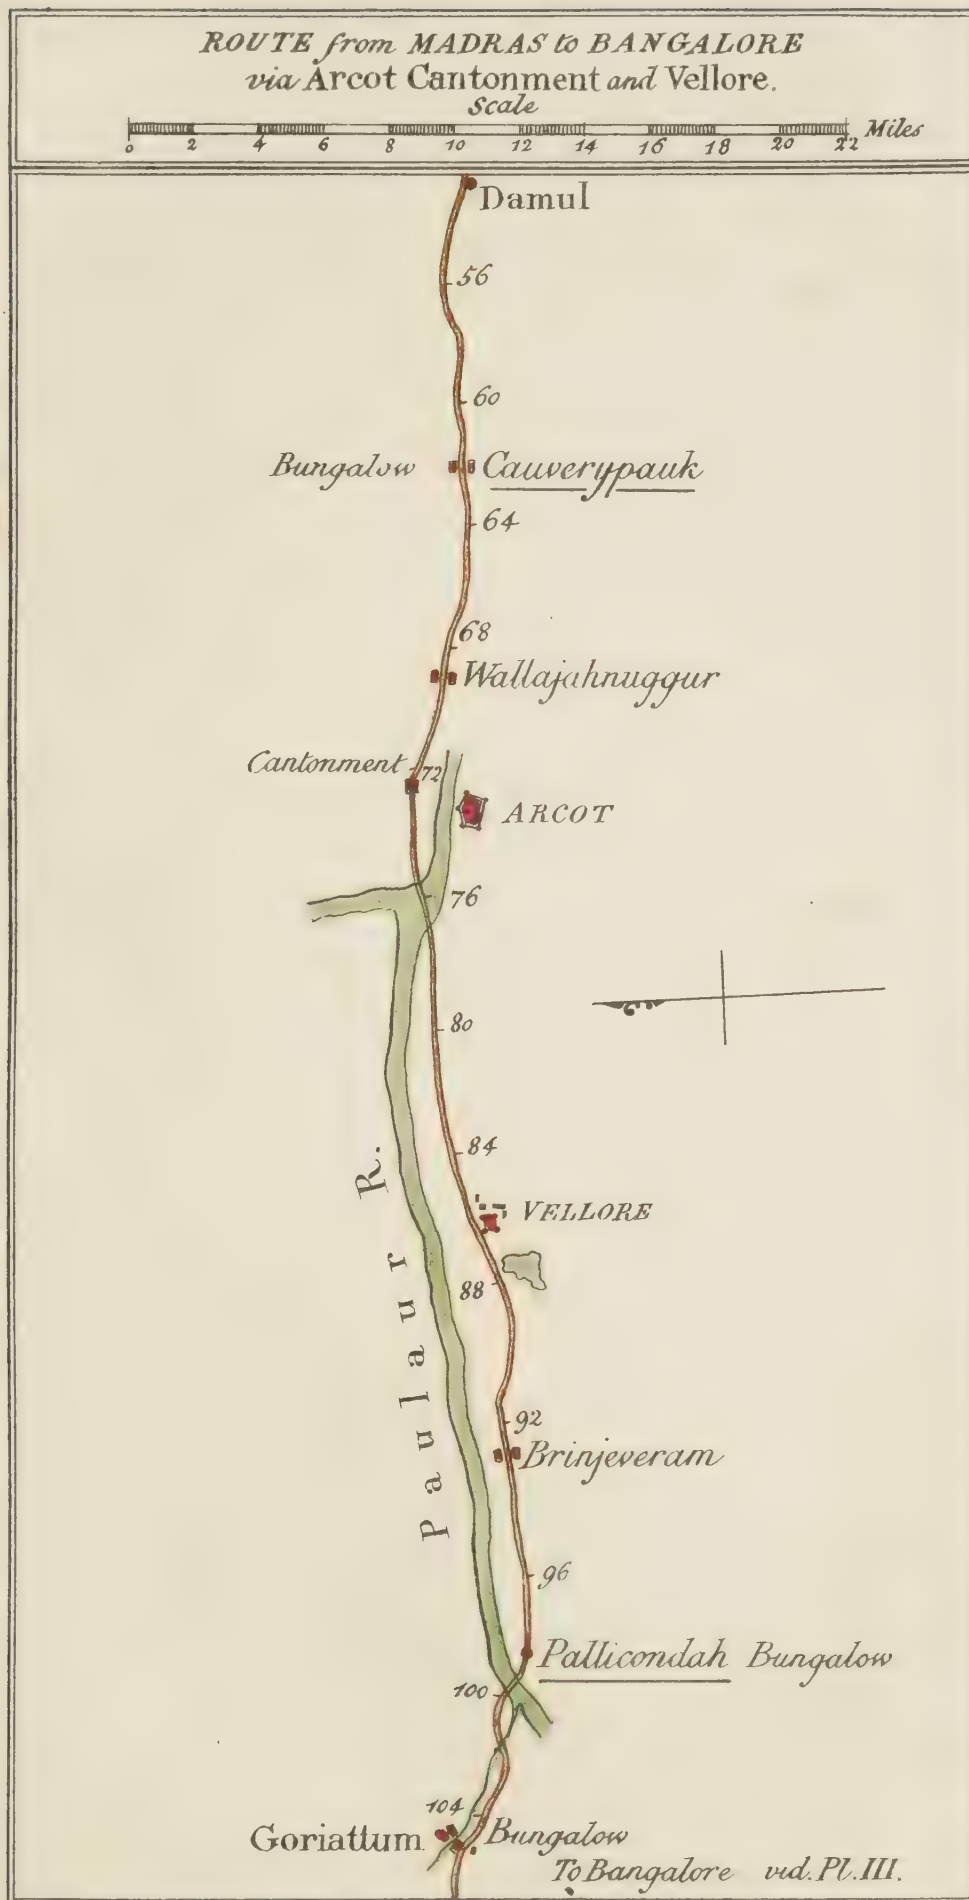 ROUTE from MADRAS to BANGALORE
via Arcot Cantonment and Vellore.
Scale
0 2 4 6 8 10 12 14 16 18 20 22 Miles
Damul
56
60
Bungalow Cauverypauk
64
68
Wallajahnuggur
Cantonment 72
ARCOT
76
80
84
Paulaur R.
VELLORE
88
92
Brinjeveram
96
Pallicondah Bungalow
100
104
Goriattum Bungalow
To Bangalore vid. Pl. III.